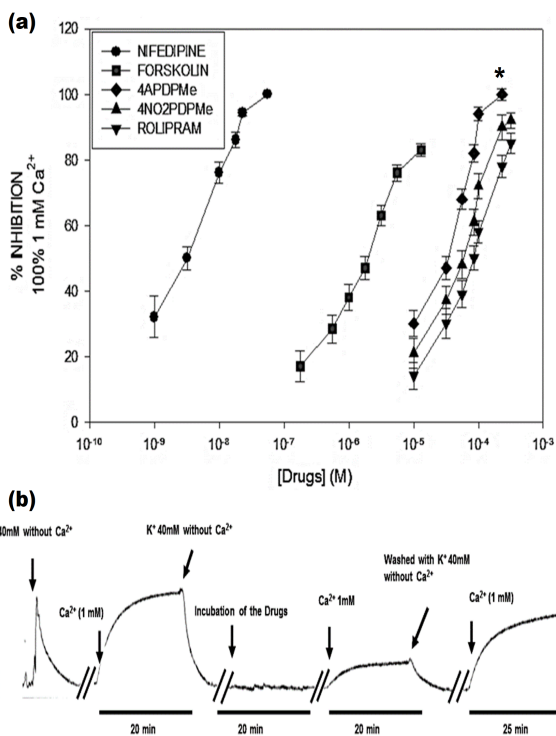 (a)
120
100
80
60
40
20
0
% INHIBITION
100% 1 mM Ca²⁺
NIFEDIPINE
FORSKOLIN
4APDPMe
4NO2PDPMe
ROLIPRAM
*
10⁻¹⁰ 10⁻⁹ 10⁻⁸ 10⁻⁷ 10⁻⁶ 10⁻⁵ 10⁻⁴ 10⁻³
[Drugs] (M)
(b)
40mM without Ca²⁺
K⁺ 40mM without Ca²⁺
Washed with K⁺ 40mM
without Ca²⁺
Ca²⁺ (1 mM)
Incubation of the Drugs
Ca²⁺ 1mM
Ca²⁺ (1 mM)
20 min 20 min 20 min 25 min